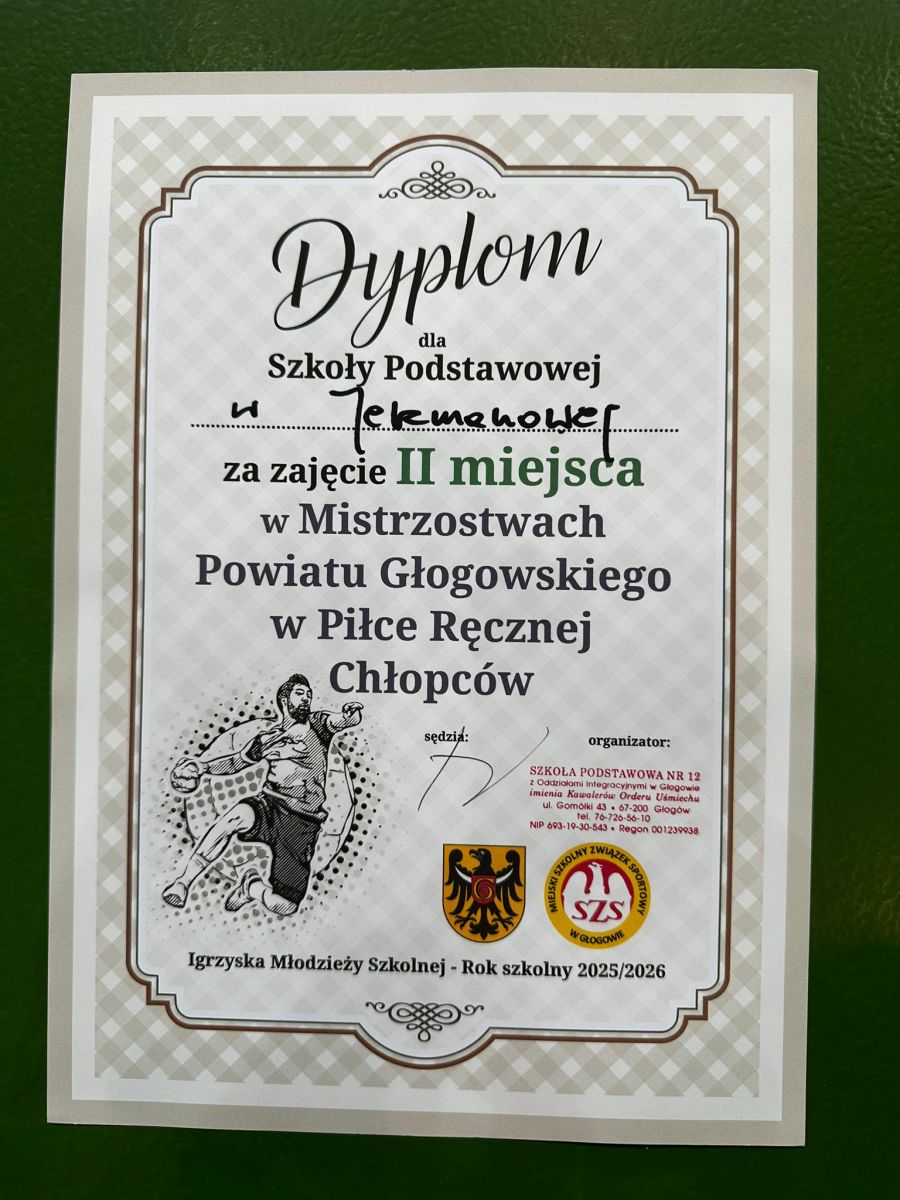 Dyplom
dla
Szkoły Podstawowej
w Jerzmanowej
za zajęcie II miejsca
w Mistrzostwach
Powiatu Głogowskiego
w Piłce Ręcznej
Chłopców
sędzia:
organizator:
SZKOŁA PODSTAWOWA NR 12
z Oddziałami Integracyjnymi w Głogowie
imienia Kawalerów Orderu Uśmiechu
ul. Gomółki 43 • 67-200 Głogów
tel. 76-726-56-10
NIP 693-19-30-543 • Regon 001239938
G
MIEJSKI SZKOLNY ZWIĄZEK SPORTOWY
SZS
W GŁOGOWIE
Igrzyska Młodzieży Szkolnej - Rok szkolny 2025/2026